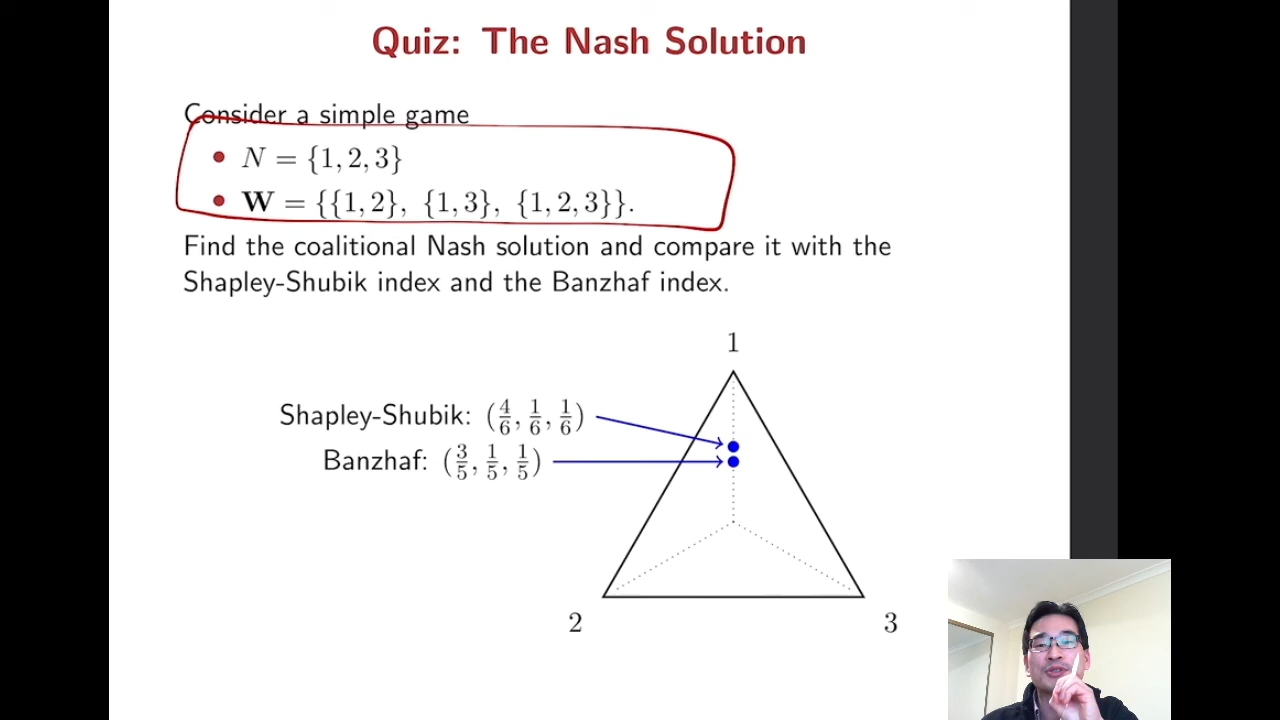 Quiz: The Nash Solution
Consider a simple game
• N = {1, 2, 3}
• W = {{1, 2}, {1, 3}, {1, 2, 3}}.
Find the coalitional Nash solution and compare it with the
Shapley-Shubik index and the Banzhaf index.
1
Shapley-Shubik: (4/6, 1/6, 1/6)
Banzhaf: (3/5, 1/5, 1/5)
2
3